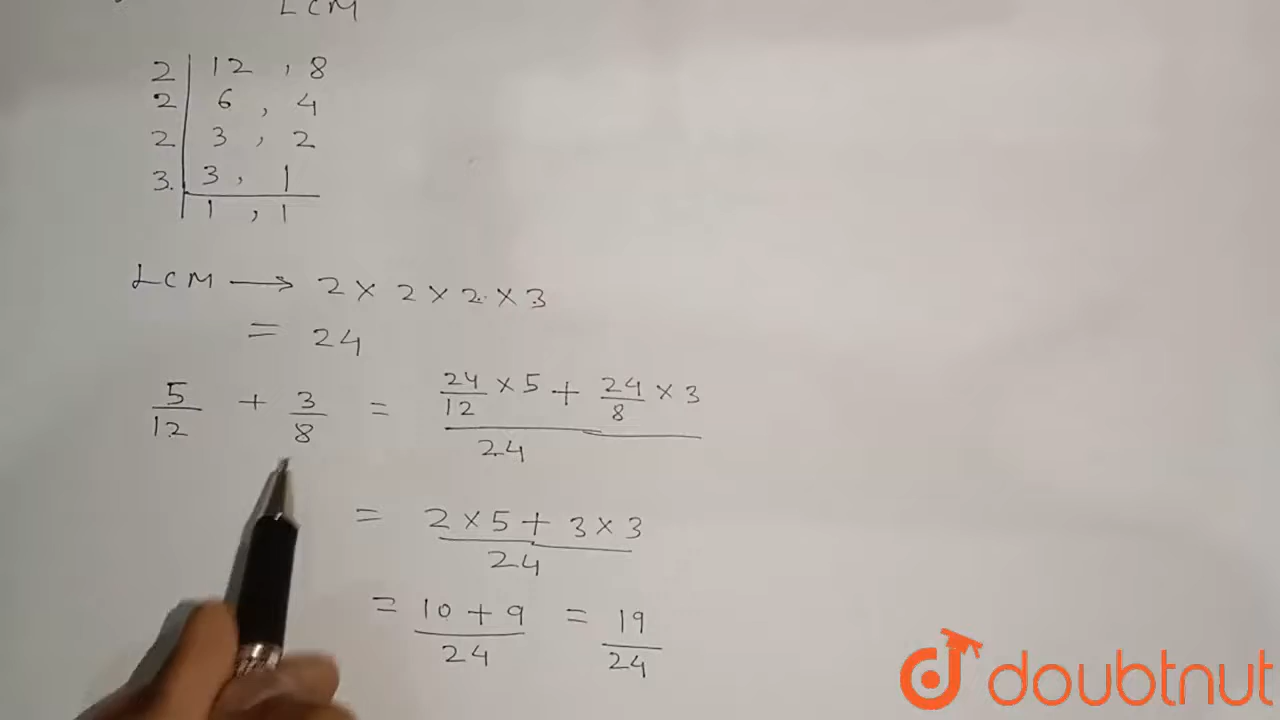 LCM
2 | 12 , 8
2 | 6 , 4
2 | 3 , 2
3. | 3 , 1
1 , 1
LCM → 2 × 2 × 2 × 3
= 24
5/12 + 3/8 = (24/12 × 5 + 24/8 × 3)/24
= (2 × 5 + 3 × 3)/24
= (10 + 9)/24 = 19/24
doubtnut